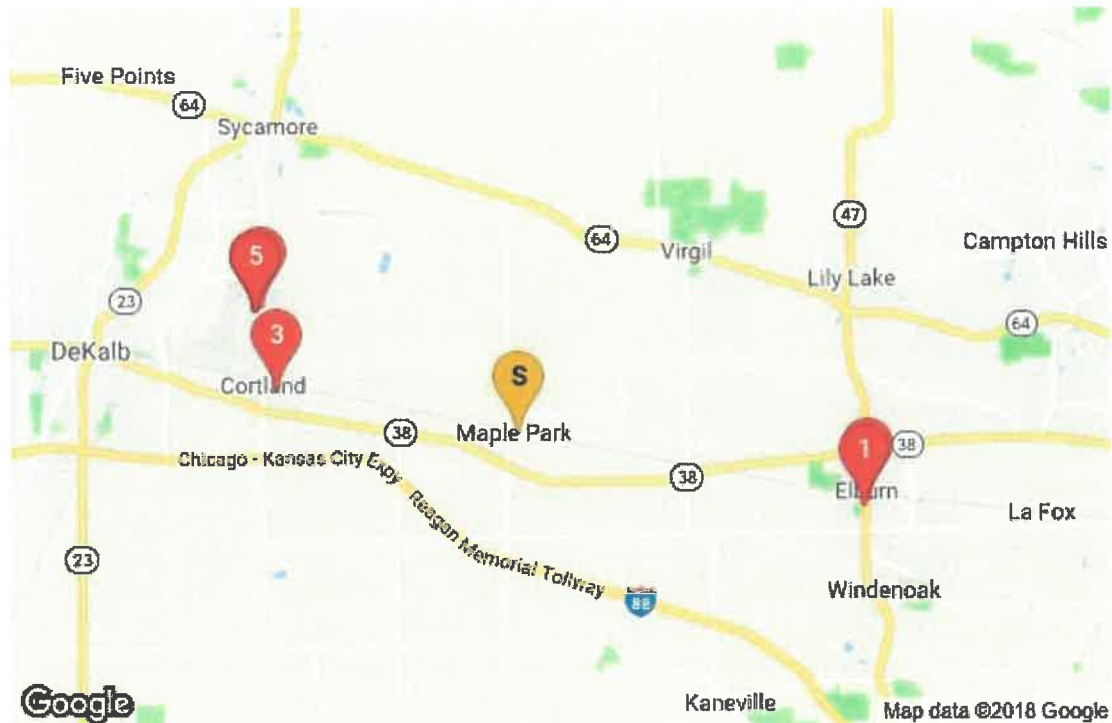 Five Points
64
Sycamore
47
64
Virgil
Campton Hills
Lily Lake
5
23
64
3
DeKalb
Cortland
S
38
Maple Park
1
38
Chicago - Kansas City Expy
Reagan Memorial Tollway
38
Elburn
La Fox
23
Windenoak
88
Google
Kaneville
Map data ©2018 Google